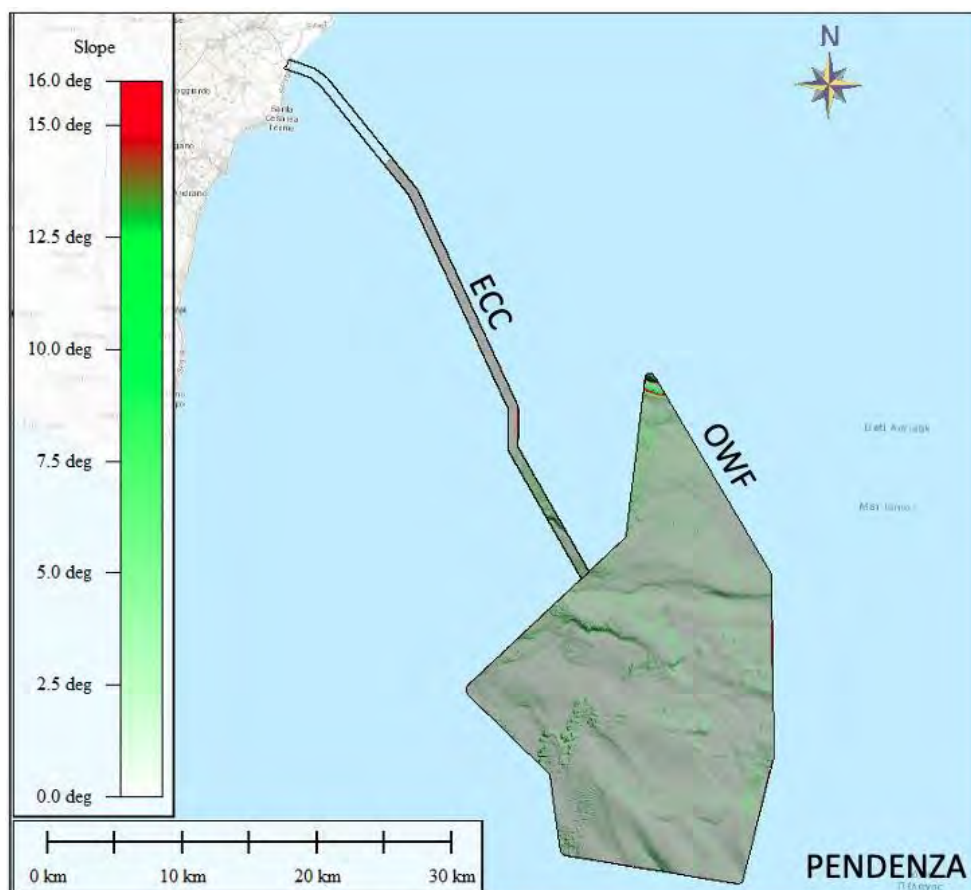 Slope
16.0 deg
15.0 deg
12.5 deg
10.0 deg
7.5 deg
5.0 deg
2.5 deg
0.0 deg
N
Santa
Cesarea
Terme
ECC
OWF
0 km
10 km
20 km
30 km
PENDENZA